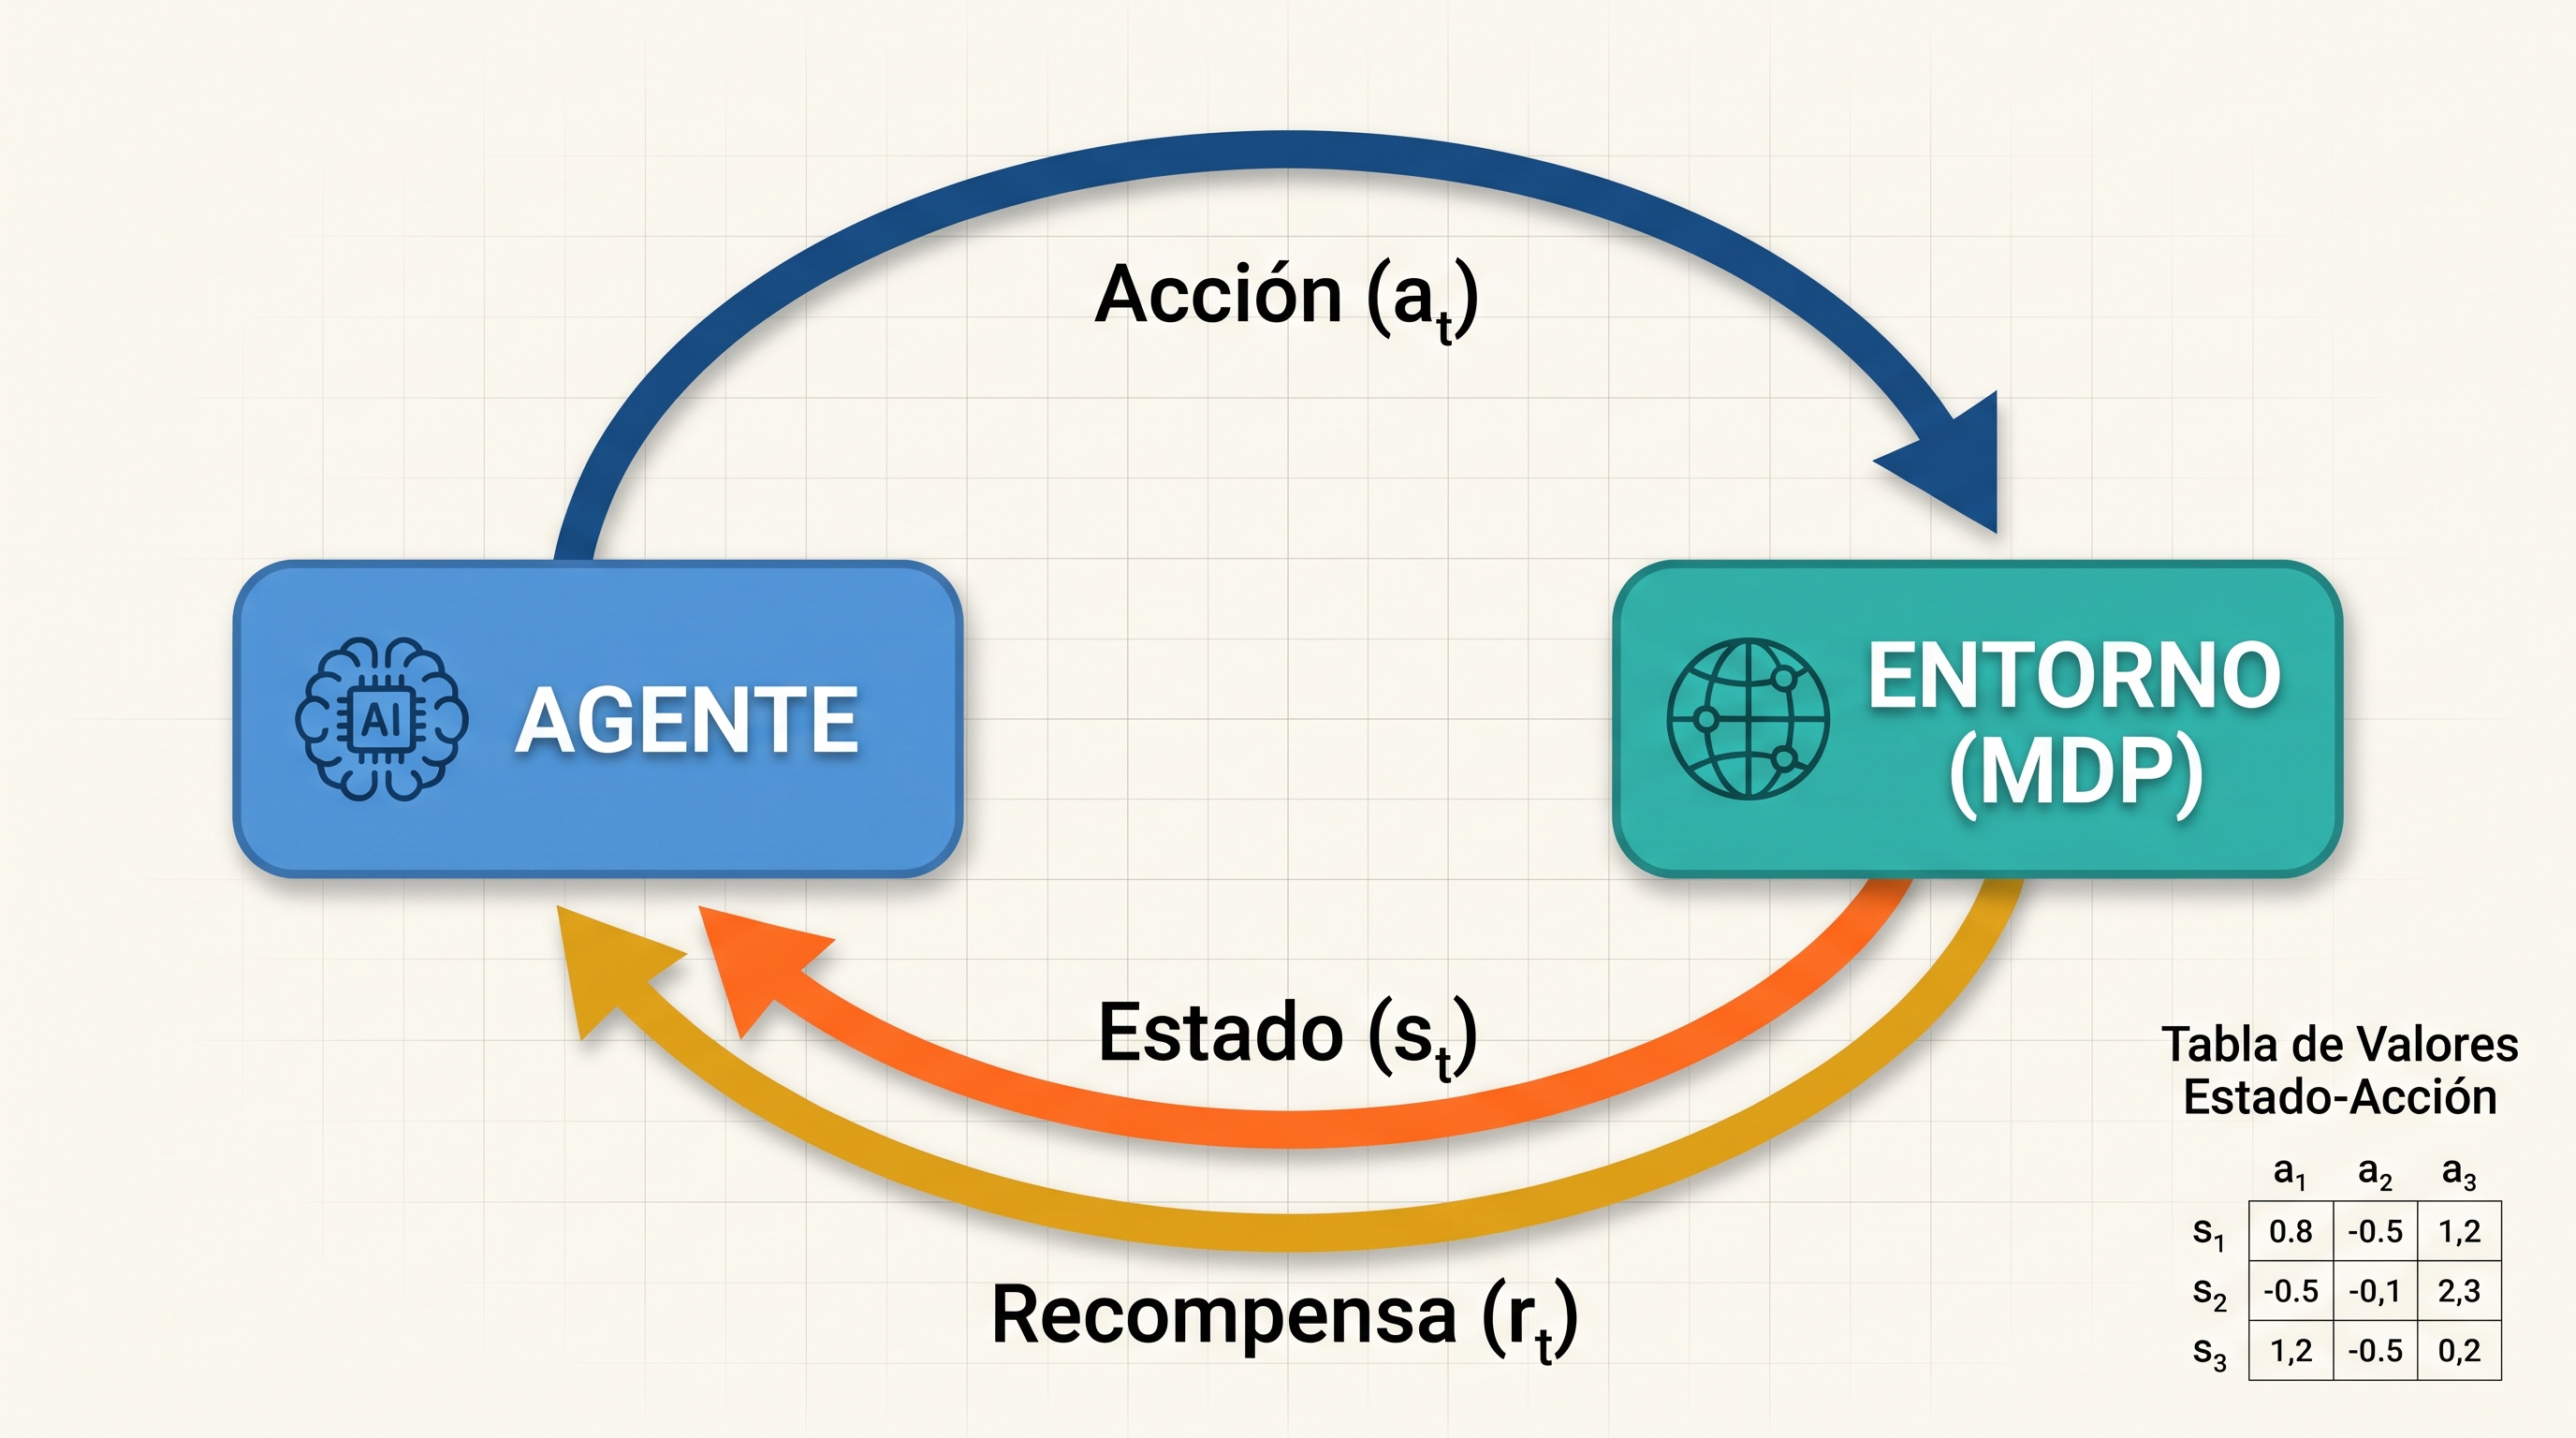 Acción (aₜ)
AI
AGENTE
ENTORNO
(MDP)
Estado (sₜ)
Recompensa (rₜ)
Tabla de Valores
Estado-Acción
a₁ a₂ a₃
s₁ 0.8 -0.5 1,2
s₂ -0.5 -0,1 2,3
s₃ 1,2 -0.5 0,2